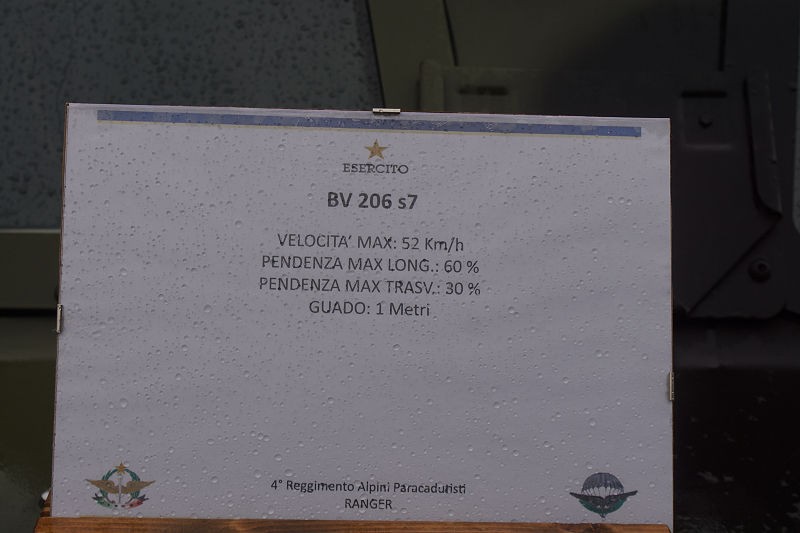 ESERCITO
BV 206 s7
VELOCITA' MAX: 52 Km/h
PENDENZA MAX LONG.: 60 %
PENDENZA MAX TRASV.: 30 %
GUADO: 1 Metri
4° Reggimento Alpini Paracadutisti
RANGER